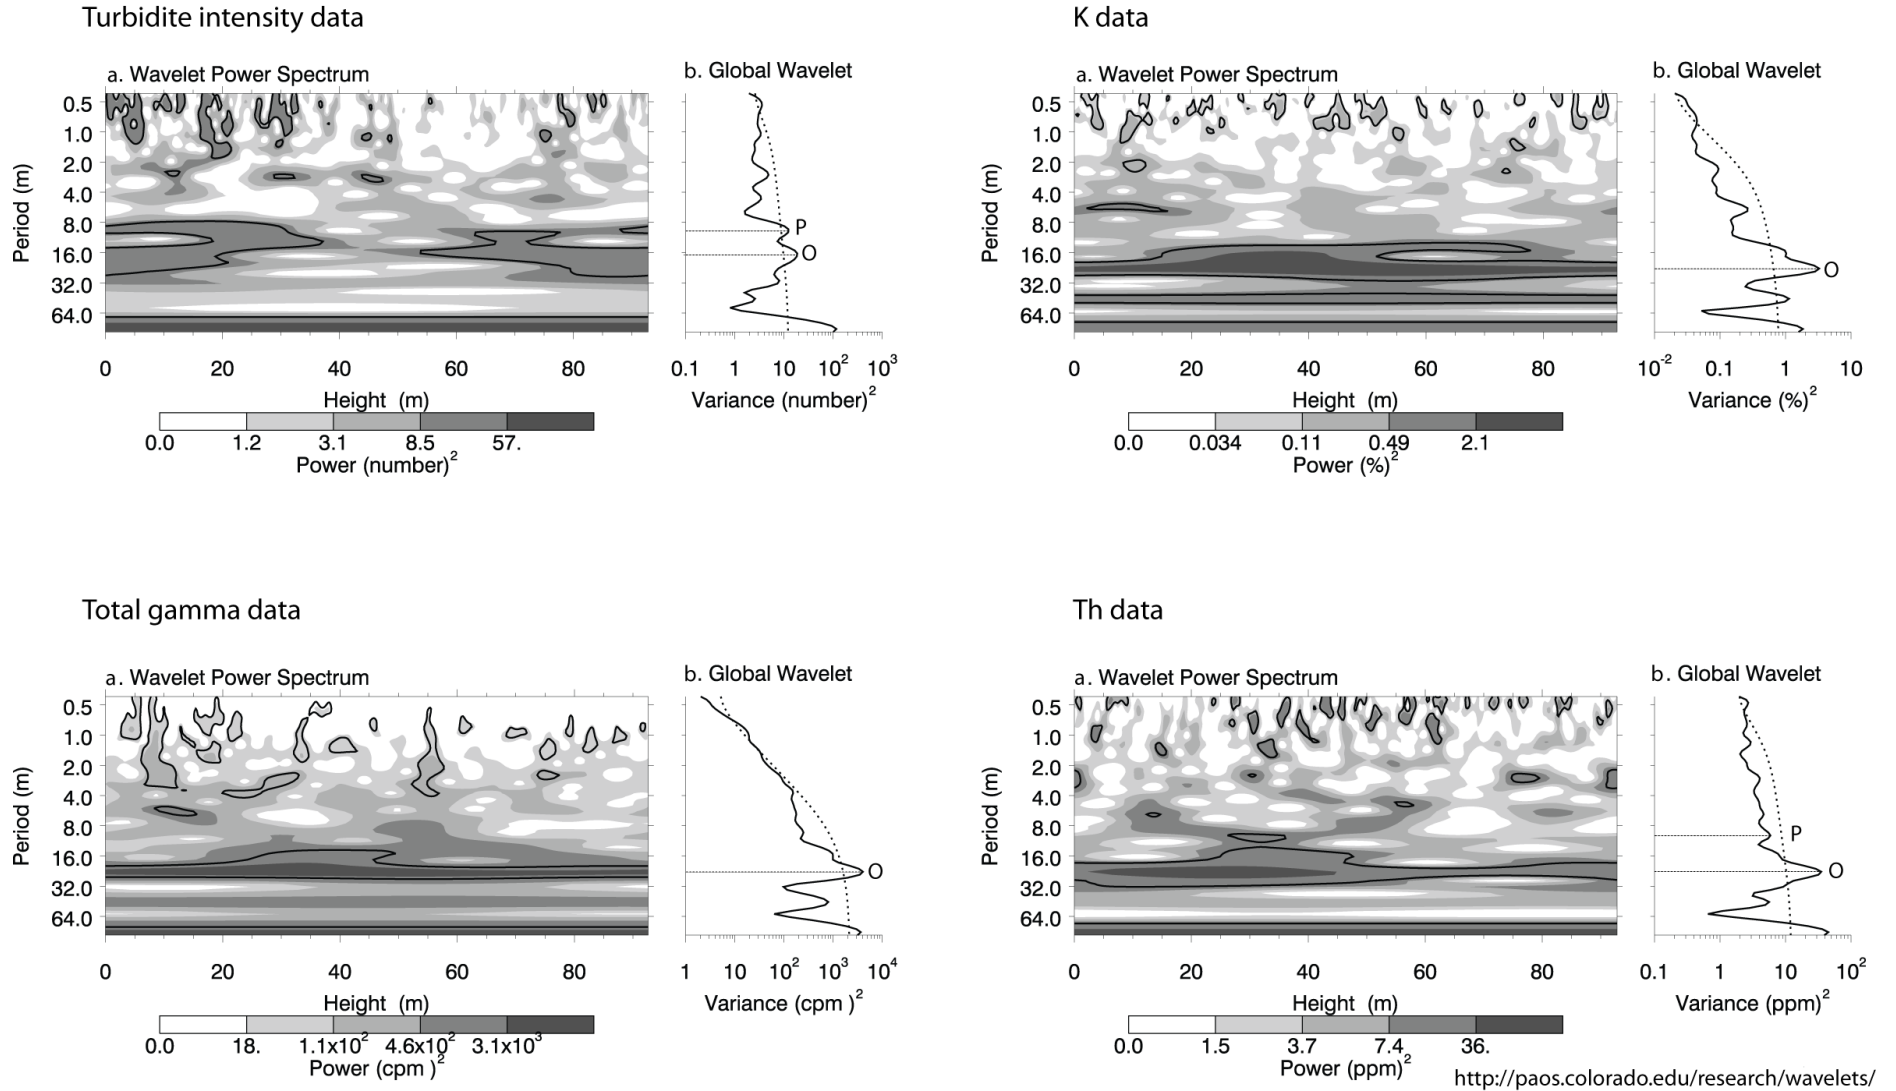 Turbidite intensity data
a. Wavelet Power Spectrum
b. Global Wavelet
Period (m)
0.5
1.0
2.0
4.0
8.0
16.0
32.0
64.0
P
O
0 20 40 60 80
0.1 1 10 10² 10³
Height (m)
Variance (number)²
0.0 1.2 3.1 8.5 57.
Power (number)²
K data
a. Wavelet Power Spectrum
b. Global Wavelet
Period (m)
0.5
1.0
2.0
4.0
8.0
16.0
32.0
64.0
O
0 20 40 60 80
10⁻² 0.1 1 10
Height (m)
Variance (%)²
0.0 0.034 0.11 0.49 2.1
Power (%)²
Total gamma data
a. Wavelet Power Spectrum
b. Global Wavelet
Period (m)
0.5
1.0
2.0
4.0
8.0
16.0
32.0
64.0
O
0 20 40 60 80
1 10 10² 10³ 10⁴
Height (m)
Variance (cpm )²
0.0 18. 1.1x10² 4.6x10² 3.1x10³
Power (cpm )²
Th data
a. Wavelet Power Spectrum
b. Global Wavelet
Period (m)
0.5
1.0
2.0
4.0
8.0
16.0
32.0
64.0
P
O
0 20 40 60 80
0.1 1 10 10²
Height (m)
Variance (ppm)²
0.0 1.5 3.7 7.4 36.
Power (ppm)²
http://paos.colorado.edu/research/wavelets/